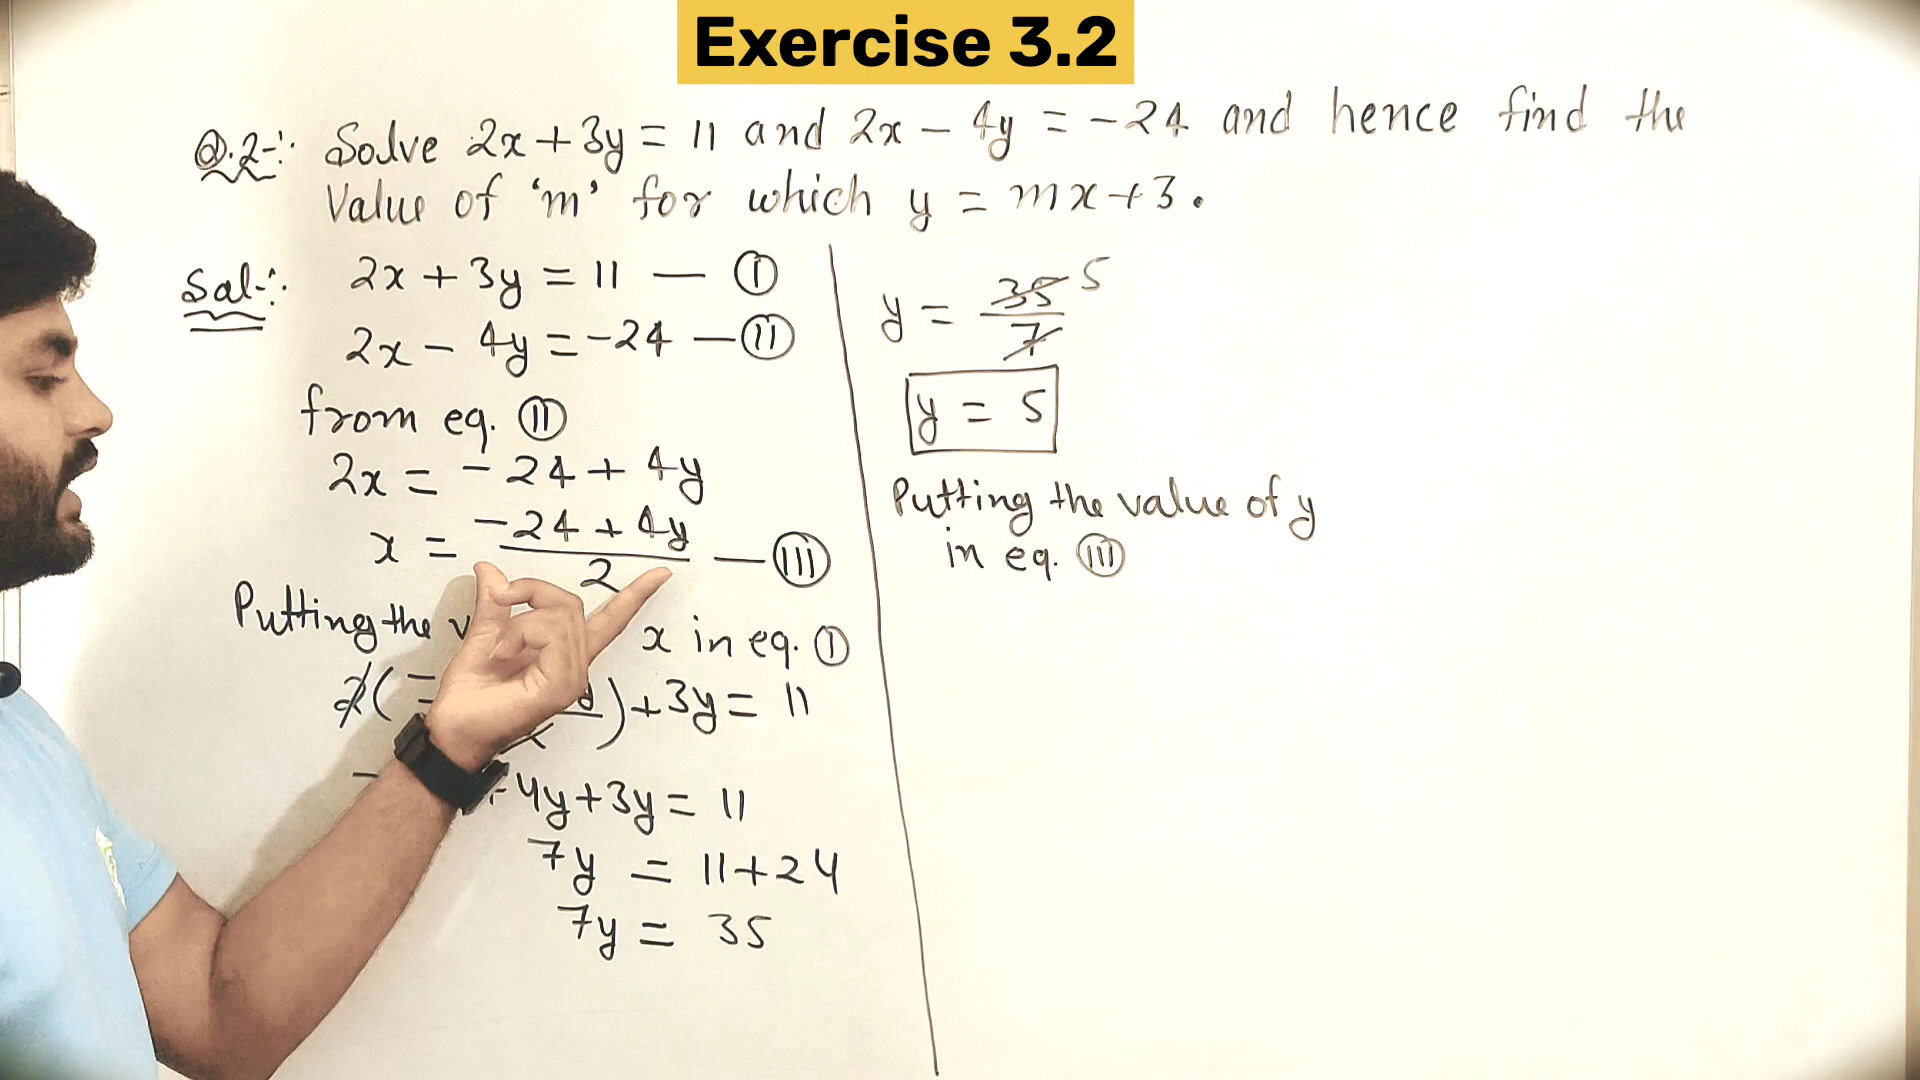 Exercise 3.2
Q.2-: Solve 2x + 3y = 11 and 2x - 4y = -24 and hence find the
Value of 'm' for which y = mx + 3.
Sol-: 2x + 3y = 11 — Ⓘ
2x - 4y = -24 — Ⅱ
from eq. Ⅱ
2x = -24 + 4y
x = -24 + 4y / 2 — Ⅲ
Putting the x in eq. Ⓘ
2( ) + 3y = 11
4y + 3y = 11
7y = 11 + 24
7y = 35
y = 35 / 7 5
y = 5
Putting the value of y
in eq. Ⅲ